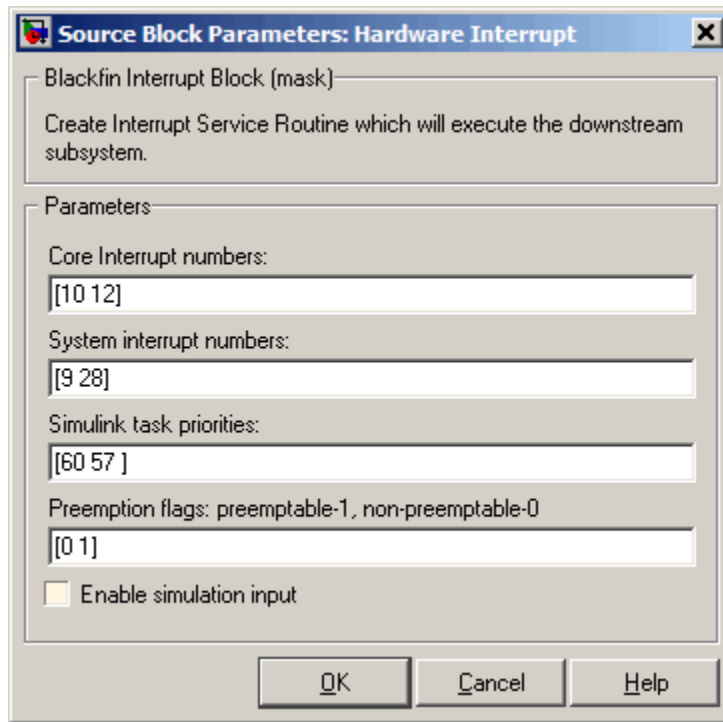 Source Block Parameters: Hardware Interrupt
Blackfin Interrupt Block (mask)
Create Interrupt Service Routine which will execute the downstream
subsystem.
Parameters
Core Interrupt numbers:
[10 12]
System interrupt numbers:
[9 28]
Simulink task priorities:
[60 57 ]
Preemption flags: preemptable-1, non-preemptable-0
[0 1]
Enable simulation input
OK Cancel Help